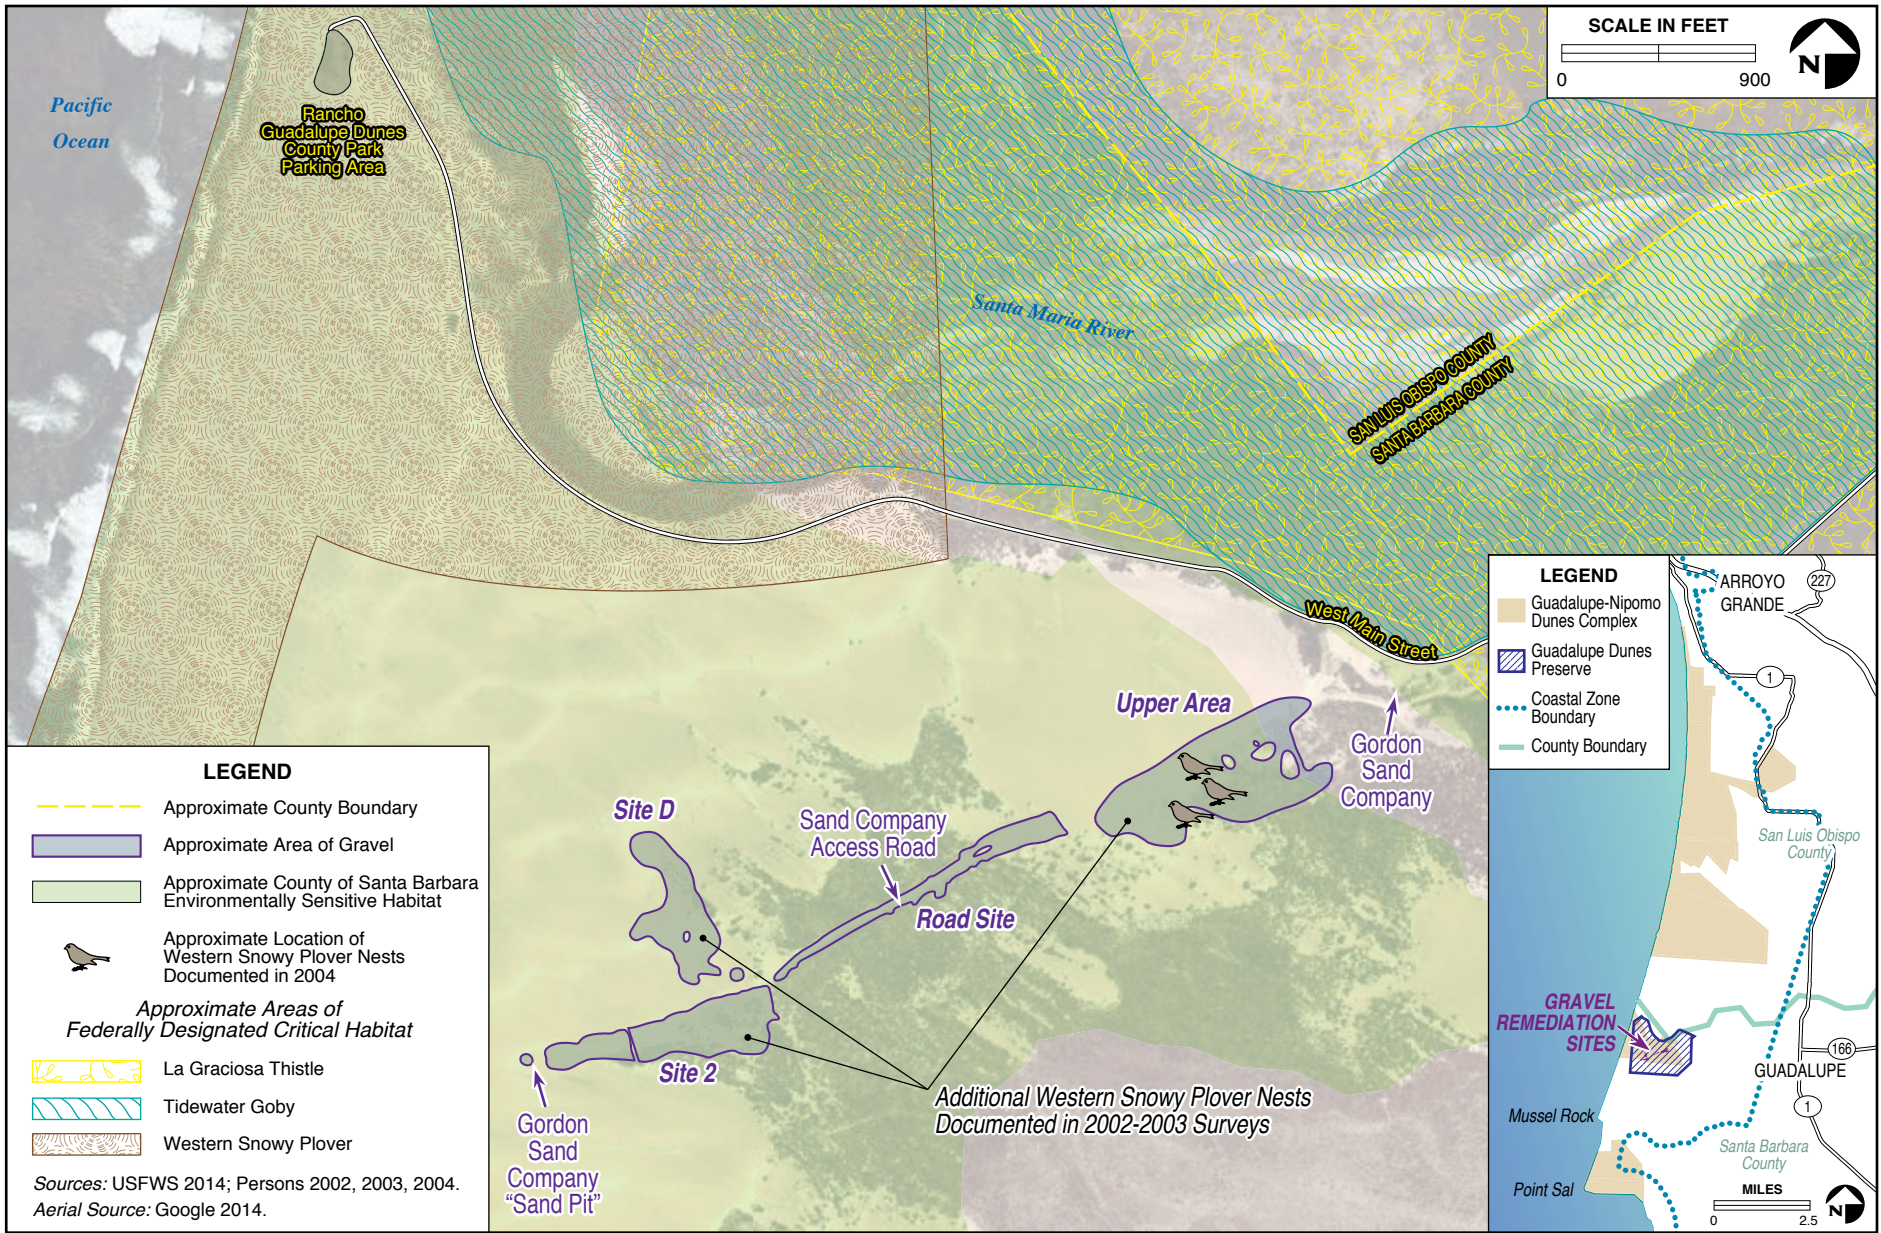 Pacific
Ocean
Rancho
Guadalupe Dunes
County Park
Parking Area
SCALE IN FEET
0 900
N
Santa Maria River
SAN LUIS OBISPO COUNTY
SANTA BARBARA COUNTY
West Main Street
Upper Area
Gordon
Sand
Company
Site D
Sand Company
Access Road
Road Site
Site 2
Gordon
Sand
Company
“Sand Pit”
Additional Western Snowy Plover Nests
Documented in 2002-2003 Surveys
LEGEND
Approximate County Boundary
Approximate Area of Gravel
Approximate County of Santa Barbara
Environmentally Sensitive Habitat
Approximate Location of
Western Snowy Plover Nests
Documented in 2004
Approximate Areas of
Federally Designated Critical Habitat
La Graciosa Thistle
Tidewater Goby
Western Snowy Plover
Sources: USFWS 2014; Persons 2002, 2003, 2004.
Aerial Source: Google 2014.
LEGEND
Guadalupe-Nipomo
Dunes Complex
Guadalupe Dunes
Preserve
Coastal Zone
Boundary
County Boundary
ARROYO
GRANDE
227
1
San Luis Obispo
County
GRAVEL
REMEDIATION
SITES
166
GUADALUPE
1
Mussel Rock
Santa Barbara
County
Point Sal
MILES
0 2.5
N